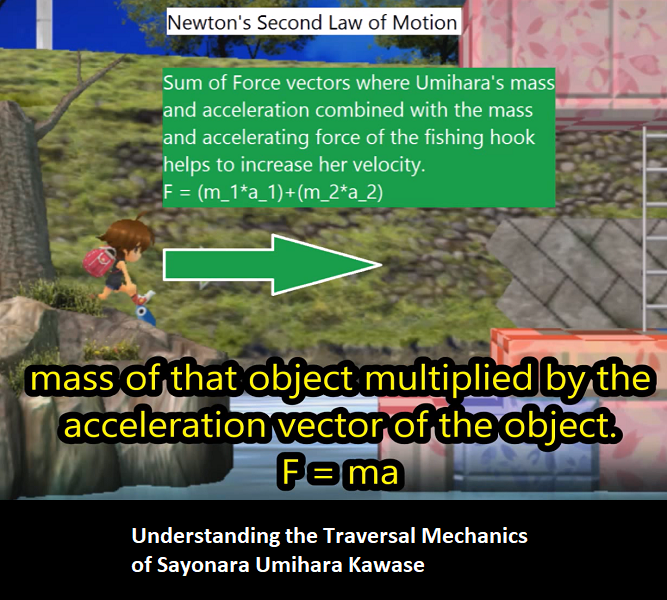 Newton's Second Law of Motion
Sum of Force vectors where Umihara's mass
and acceleration combined with the mass
and accelerating force of the fishing hook
helps to increase her velocity.
F = (m_1*a_1)+(m_2*a_2)
mass of that object multiplied by the
acceleration vector of the object.
F = ma
Understanding the Traversal Mechanics
of Sayonara Umihara Kawase